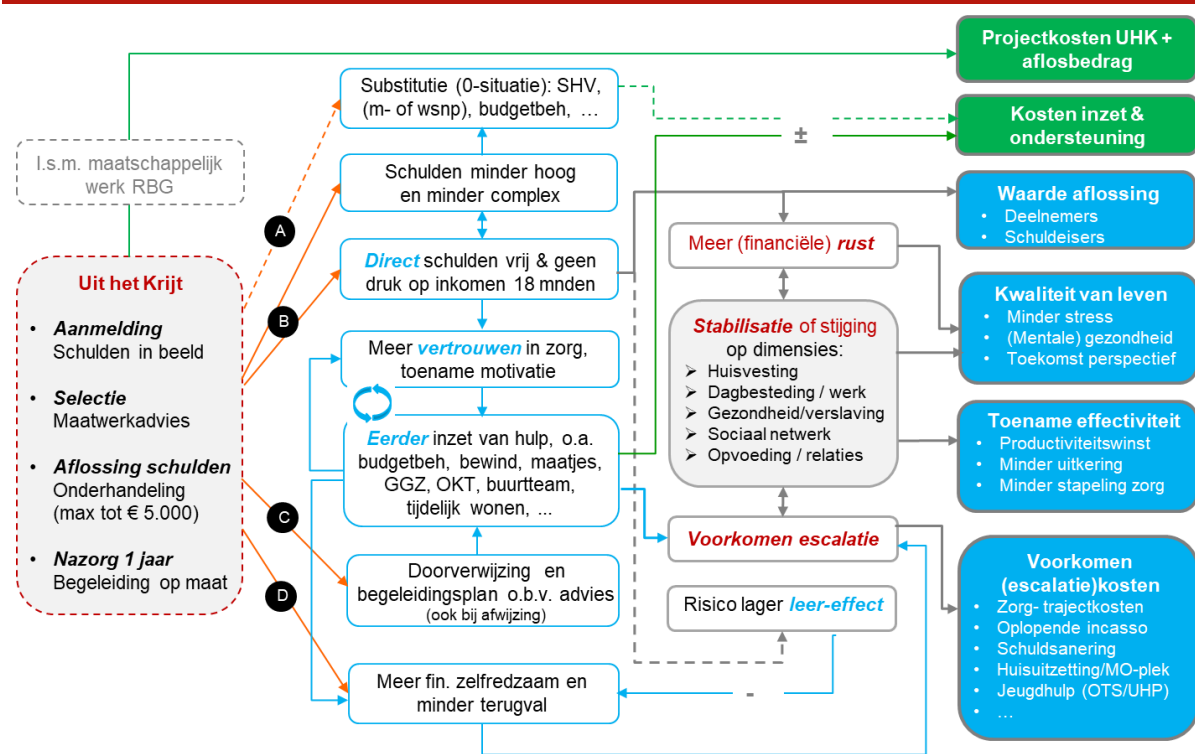 Projectkosten UHK +
aflosbedrag
Substitutie (0-situatie): SHV,
(m- of wsnp), budgetbeh, …
Kosten inzet &
ondersteuning
±
I.s.m. maatschappelijk
werk RBG
Schulden minder hoog
en minder complex
Waarde aflossing
• Deelnemers
• Schuldeisers
A
Meer (financiële) rust
Uit het Krijt
• Aanmelding
Schulden in beeld
• Selectie
Maatwerkadvies
• Aflossing schulden
Onderhandeling
(max tot € 5.000)
• Nazorg 1 jaar
Begeleiding op maat
Direct schulden vrij & geen
druk op inkomen 18 mnden
B
Kwaliteit van leven
• Minder stress
• (Mentale) gezondheid
• Toekomst perspectief
Stabilisatie of stijging
op dimensies:
➢ Huisvesting
➢ Dagbesteding / werk
➢ Gezondheid/verslaving
➢ Sociaal netwerk
➢ Opvoeding / relaties
Meer vertrouwen in zorg,
toename motivatie
Eerder inzet van hulp, o.a.
budgetbeh, bewind, maatjes,
GGZ, OKT, buurtteam,
tijdelijk wonen, ...
Toename effectiviteit
• Productiviteitswinst
• Minder uitkering
• Minder stapeling zorg
C
Voorkomen escalatie
Doorverwijzing en
begeleidingsplan o.b.v. advies
(ook bij afwijzing)
D
Risico lager leer-effect
Voorkomen
(escalatie)kosten
• Zorg- trajectkosten
• Oplopende incasso
• Schuldsanering
• Huisuitzetting/MO-plek
• Jeugdhulp (OTS/UHP)
• …
Meer fin. zelfredzaam en
minder terugval
-